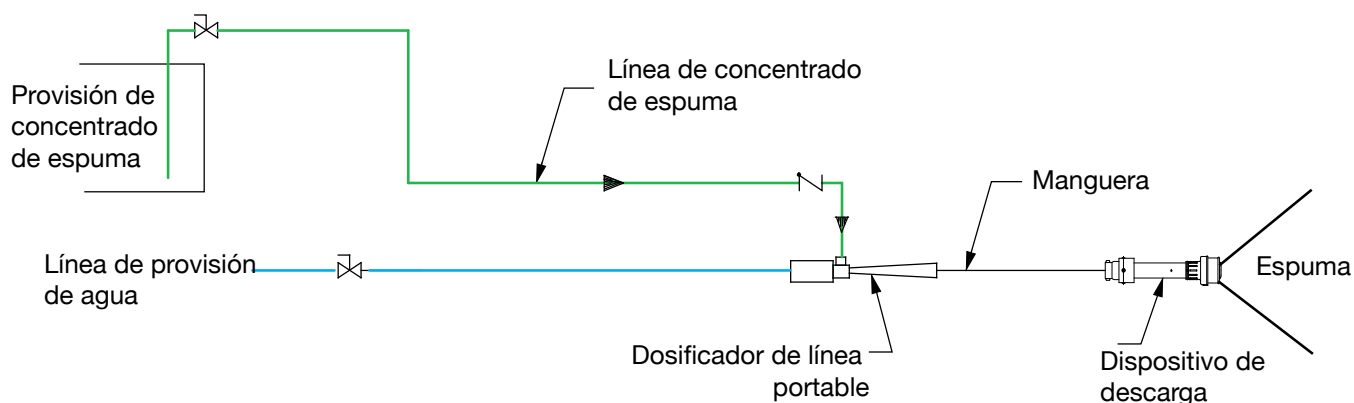 Línea de concentrado
de espuma
Provisión de
concentrado
de espuma
Manguera
Línea de provisión
de agua
Espuma
Dosificador de línea
portable
Dispositivo de
descarga